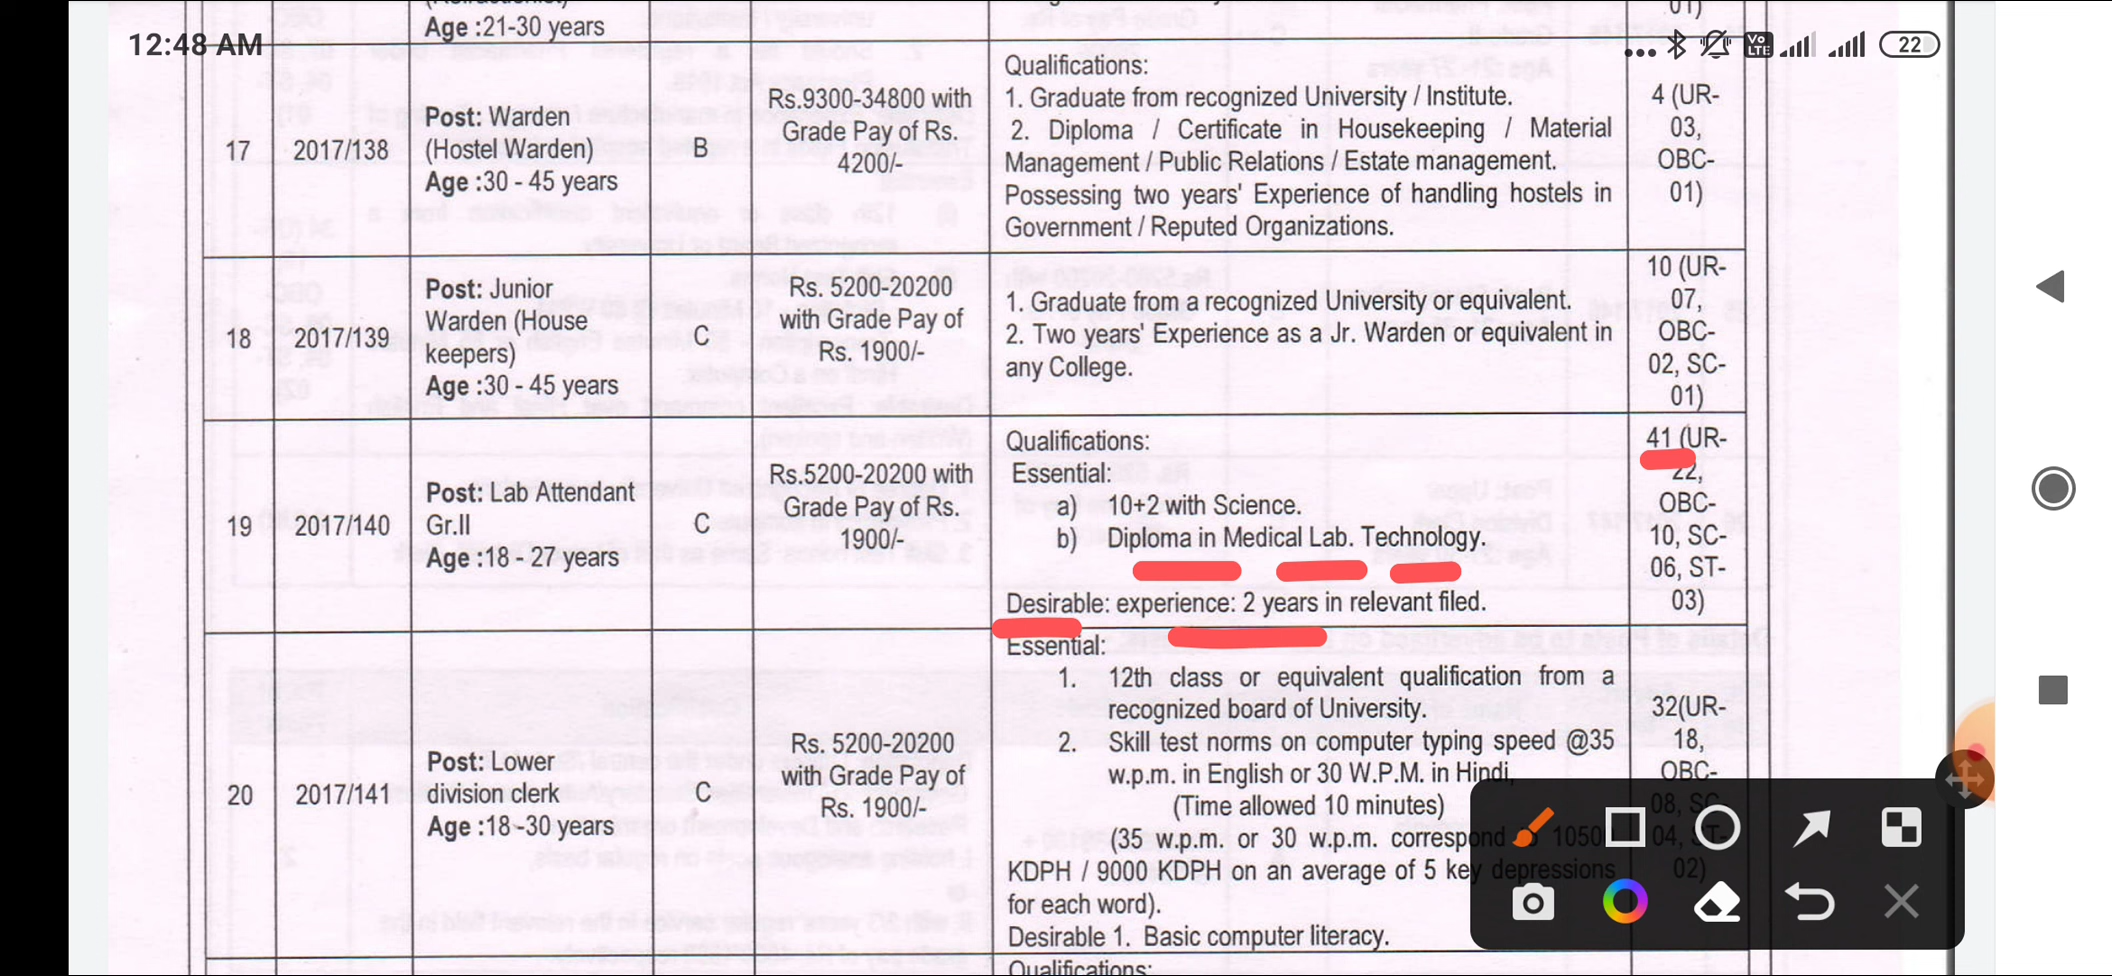 Age :21-30 years
01)
12:48 AM
Vo LTE
22
17
2017/138
Post: Warden
(Hostel Warden)
Age :30 - 45 years
B
Rs.9300-34800 with
Grade Pay of Rs.
4200/-
Qualifications:
1. Graduate from recognized University / Institute.
2. Diploma / Certificate in Housekeeping / Material
Management / Public Relations / Estate management.
Possessing two years' Experience of handling hostels in
Government / Reputed Organizations.
4 (UR-
03,
OBC-
01)
18
2017/139
Post: Junior
Warden (House
keepers)
Age :30 - 45 years
C
Rs. 5200-20200
with Grade Pay of
Rs. 1900/-
1. Graduate from a recognized University or equivalent.
2. Two years' Experience as a Jr. Warden or equivalent in
any College.
10 (UR-
07,
OBC-
02, SC-
01)
19
2017/140
Post: Lab Attendant
Gr.II
Age :18 - 27 years
C
Rs.5200-20200 with
Grade Pay of Rs.
1900/-
Qualifications:
Essential:
a) 10+2 with Science.
b) Diploma in Medical Lab. Technology.
Desirable: experience: 2 years in relevant filed.
41 (UR-
22,
OBC-
10, SC-
06, ST-
03)
20
2017/141
Post: Lower
division clerk
Age :18 -30 years
C
Rs. 5200-20200
with Grade Pay of
Rs. 1900/-
Essential:
1. 12th class or equivalent qualification from a
recognized board of University.
2. Skill test norms on computer typing speed @35
w.p.m. in English or 30 W.P.M. in Hindi,
(Time allowed 10 minutes)
(35 w.p.m. or 30 w.p.m. correspond to 10500
KDPH / 9000 KDPH on an average of 5 key depressions
for each word).
Desirable 1. Basic computer literacy.
32(UR-
18,
OBC-
08, SC-
04, ST-
02)
Qualifications: